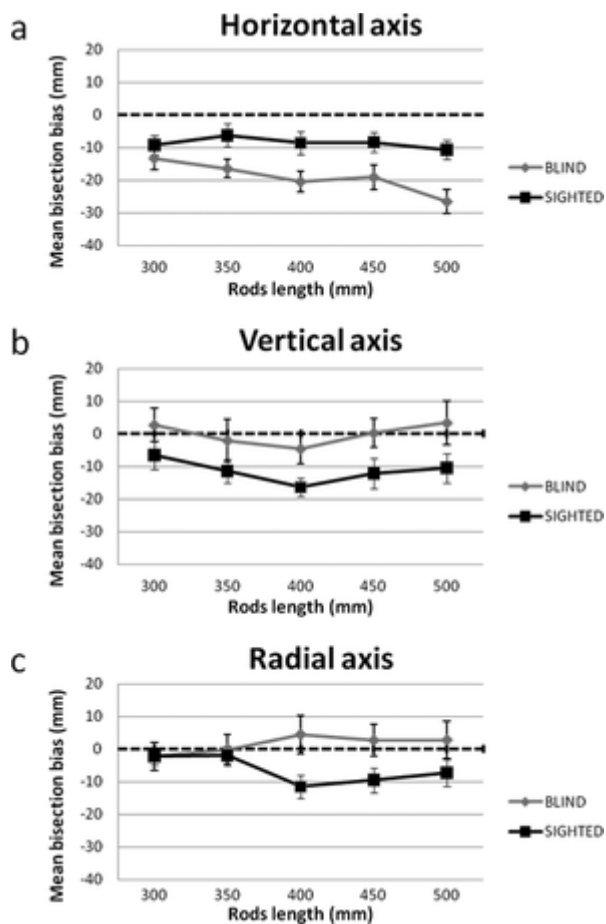 a
Horizontal axis
Mean bisection bias (mm)
20
10
0
-10
-20
-30
-40
300 350 400 450 500
Rods length (mm)
BLIND
SIGHTED
b
Vertical axis
Mean bisection bias (mm)
20
10
0
-10
-20
-30
-40
300 350 400 450 500
Rods length (mm)
BLIND
SIGHTED
c
Radial axis
Mean bisection bias (mm)
20
10
0
-10
-20
-30
-40
300 350 400 450 500
Rods length (mm)
BLIND
SIGHTED